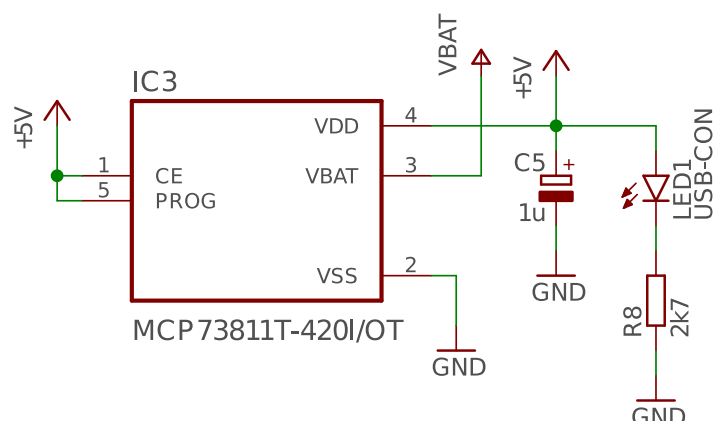 IC3
VBAT
+5V
+5V
1
5
CE
PROG
VDD
VBAT
VSS
4
3
2
MCP73811T-420I/OT
GND
C5
+
1u
GND
LED1
USB-CON
R8
2k7
GND